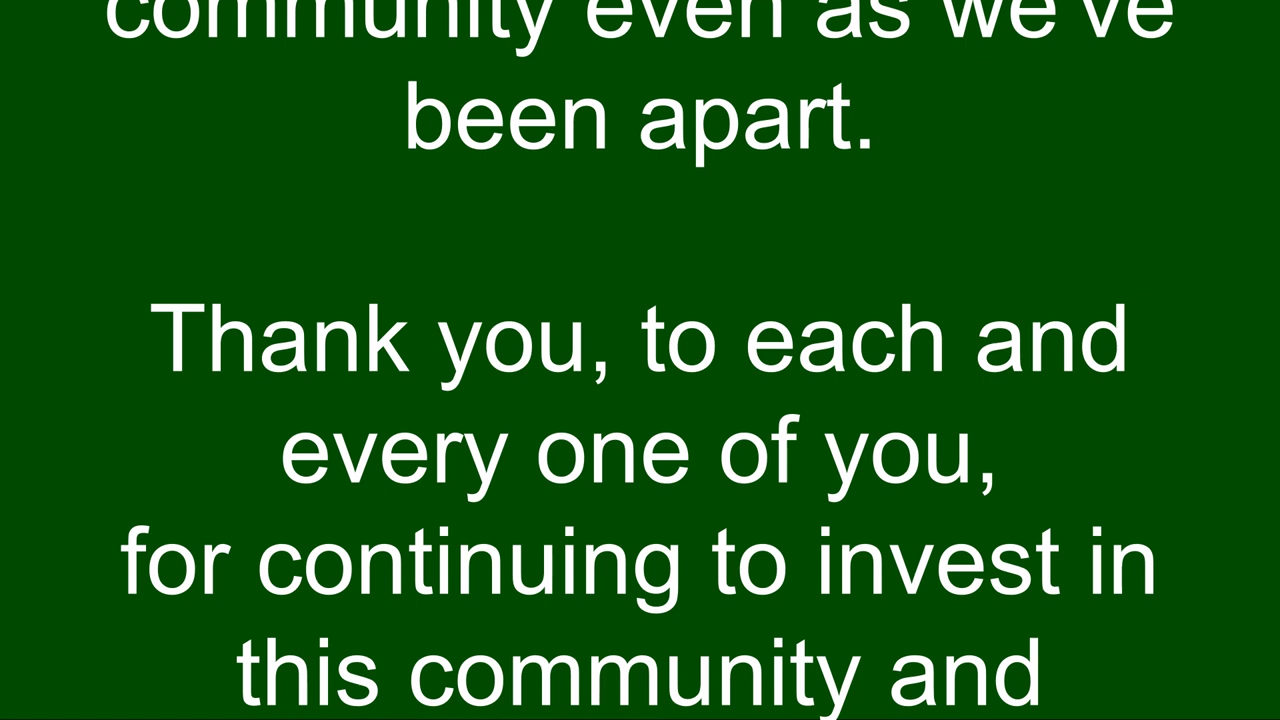 community even as we've
been apart.
Thank you, to each and
every one of you,
for continuing to invest in
this community and